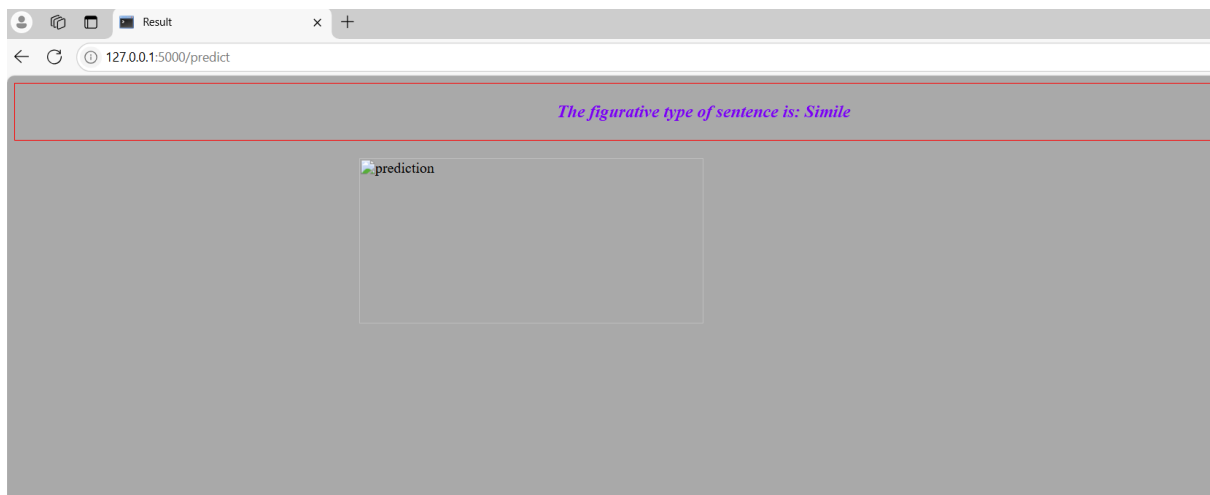 Result
127.0.0.1:5000/predict
The figurative type of sentence is: Simile
prediction